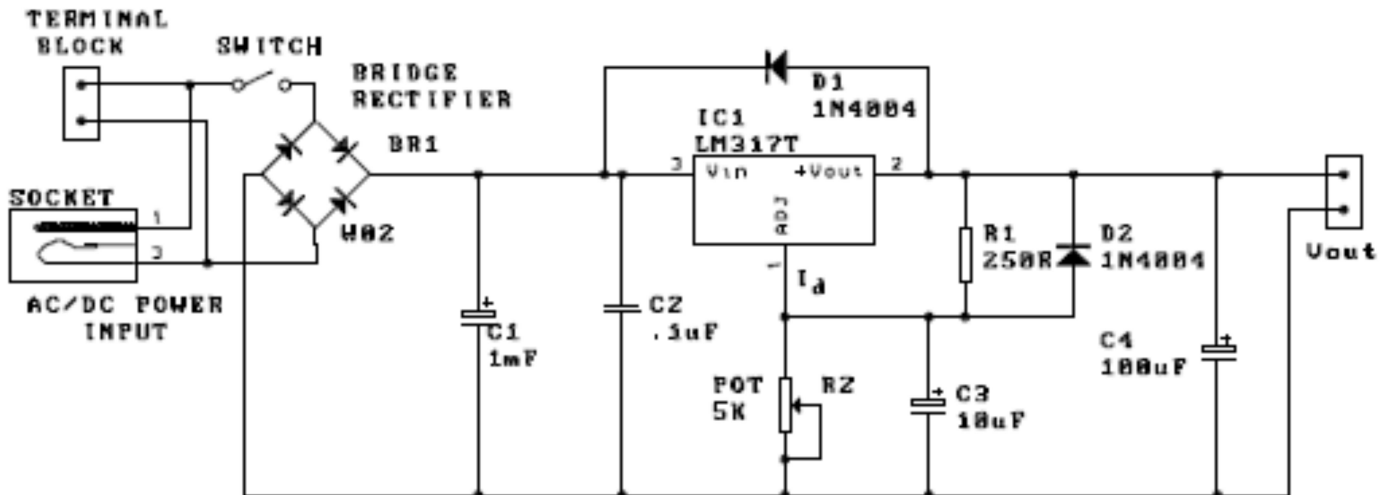 TERMINAL
BLOCK
SWITCH
BRIDGE
RECTIFIER
BR1
W02
SOCKET
1
2
AC/DC POWER
INPUT
D1
1N4004
IC1
LM317T
3
Vin
+Vout
2
ADJ
1
Id
R1
250R
D2
1N4004
Vout
+
C1
1mF
C2
.1uF
POT
5K
R2
+
C3
10uF
C4
100uF
+